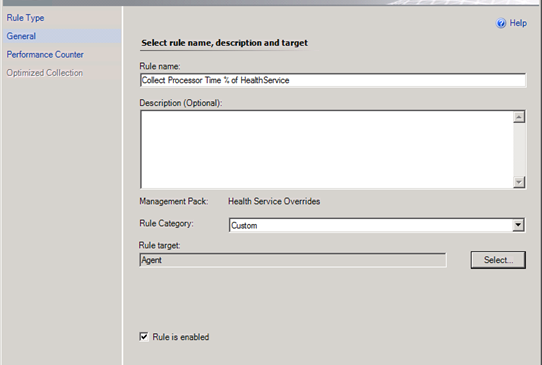 Rule Type
General
Performance Counter
Optimized Collection
Help
Select rule name, description and target
Rule name:
Collect Processor Time % of HealthService
Description (Optional):
Management Pack: Health Service Overrides
Rule Category: Custom
Rule target:
Agent
Select...
Rule is enabled